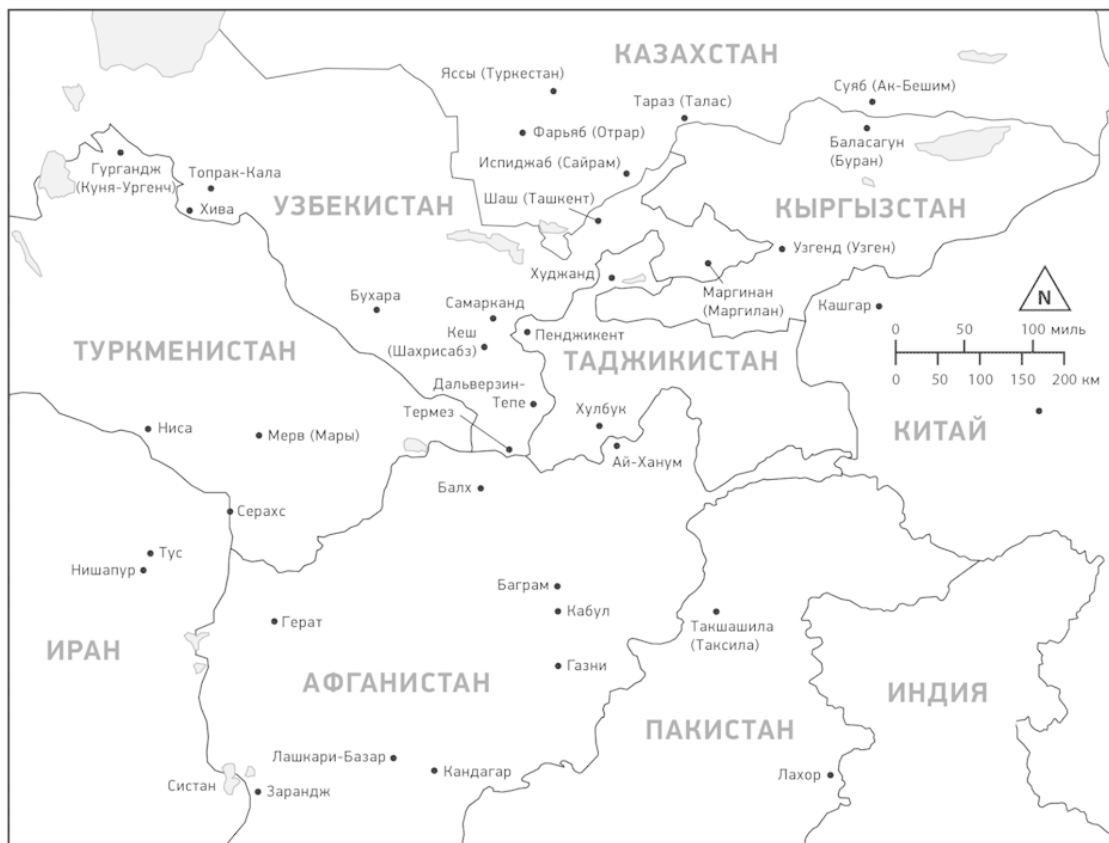 КАЗАХСТАН
Яссы (Туркестан)
Суяб (Ак-Бешим)
Тараз (Талас)
Фарьяб (Отрар)
Баласагун
(Буран)
Испиджаб (Сайрам)
Гургандж
(Куня-Ургенч)
Топрак-Кала
Хива
УЗБЕКИСТАН
Шаш (Ташкент)
КЫРГЫЗСТАН
Узгенд (Узген)
Худжанд
Маргинан
(Маргилан)
Кашгар
N
0 50 100 миль
0 50 100 150 200 км
Бухара
Самарканд
Кеш
(Шахрисабз)
Пенджикент
ТУРКМЕНИСТАН
ТАДЖИКИСТАН
Дальверзин-
Тепе
Термез
Хулбук
КИТАЙ
Ниса
Мерв (Мары)
Ай-Ханум
Балх
Серахс
Тус
Нишапур
Баграм
Кабул
Герат
Такшашила
(Таксила)
ИРАН
Газни
АФГАНИСТАН
ИНДИЯ
ПАКИСТАН
Лашкари-Базар
Кандагар
Лахор
Систан
Зарандж